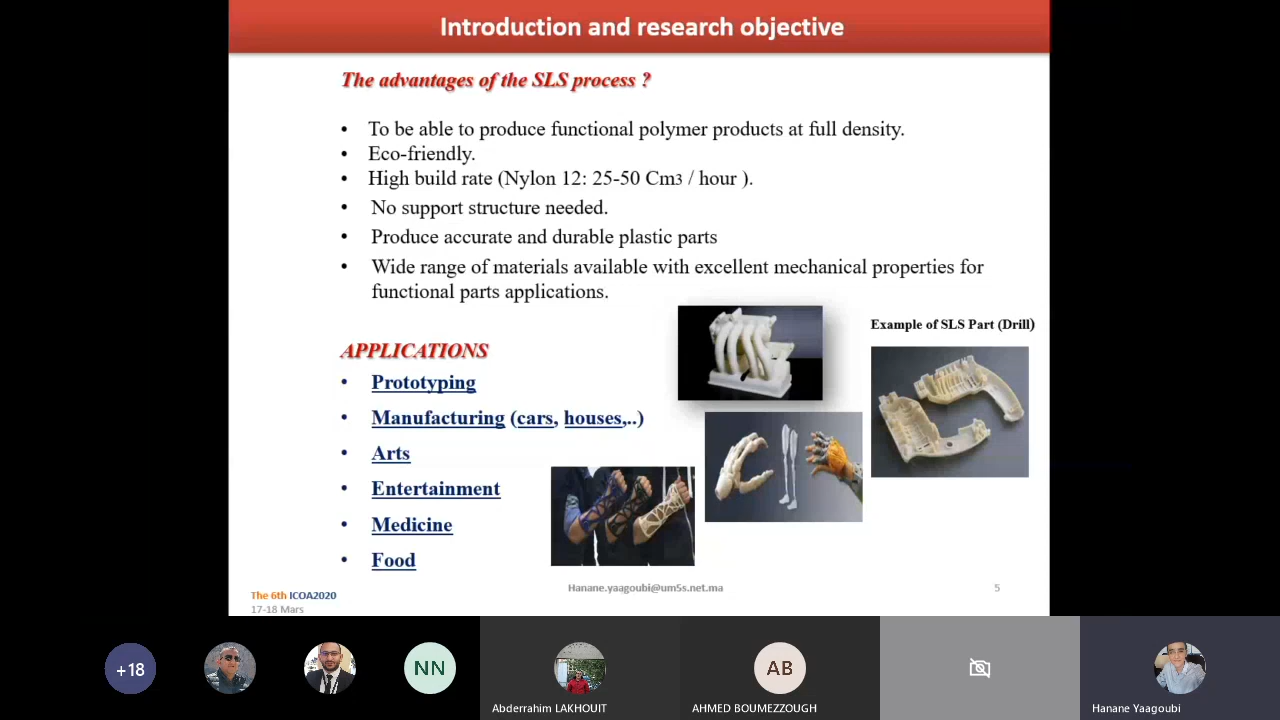 Introduction and research objective
The advantages of the SLS process ?
• To be able to produce functional polymer products at full density.
• Eco-friendly.
• High build rate (Nylon 12: 25-50 Cm3 / hour ).
• No support structure needed.
• Produce accurate and durable plastic parts
• Wide range of materials available with excellent mechanical properties for
functional parts applications.
Example of SLS Part (Drill)
APPLICATIONS
• Prototyping
• Manufacturing (cars, houses,..)
• Arts
• Entertainment
• Medicine
• Food
Hanane.yaagoubi@um5s.net.ma
5
The 6th ICOA2020
17-18 Mars
+18
NN
AB
Abderrahim LAKHOUIT
AHMED BOUMEZZOUGH
Hanane Yaagoubi